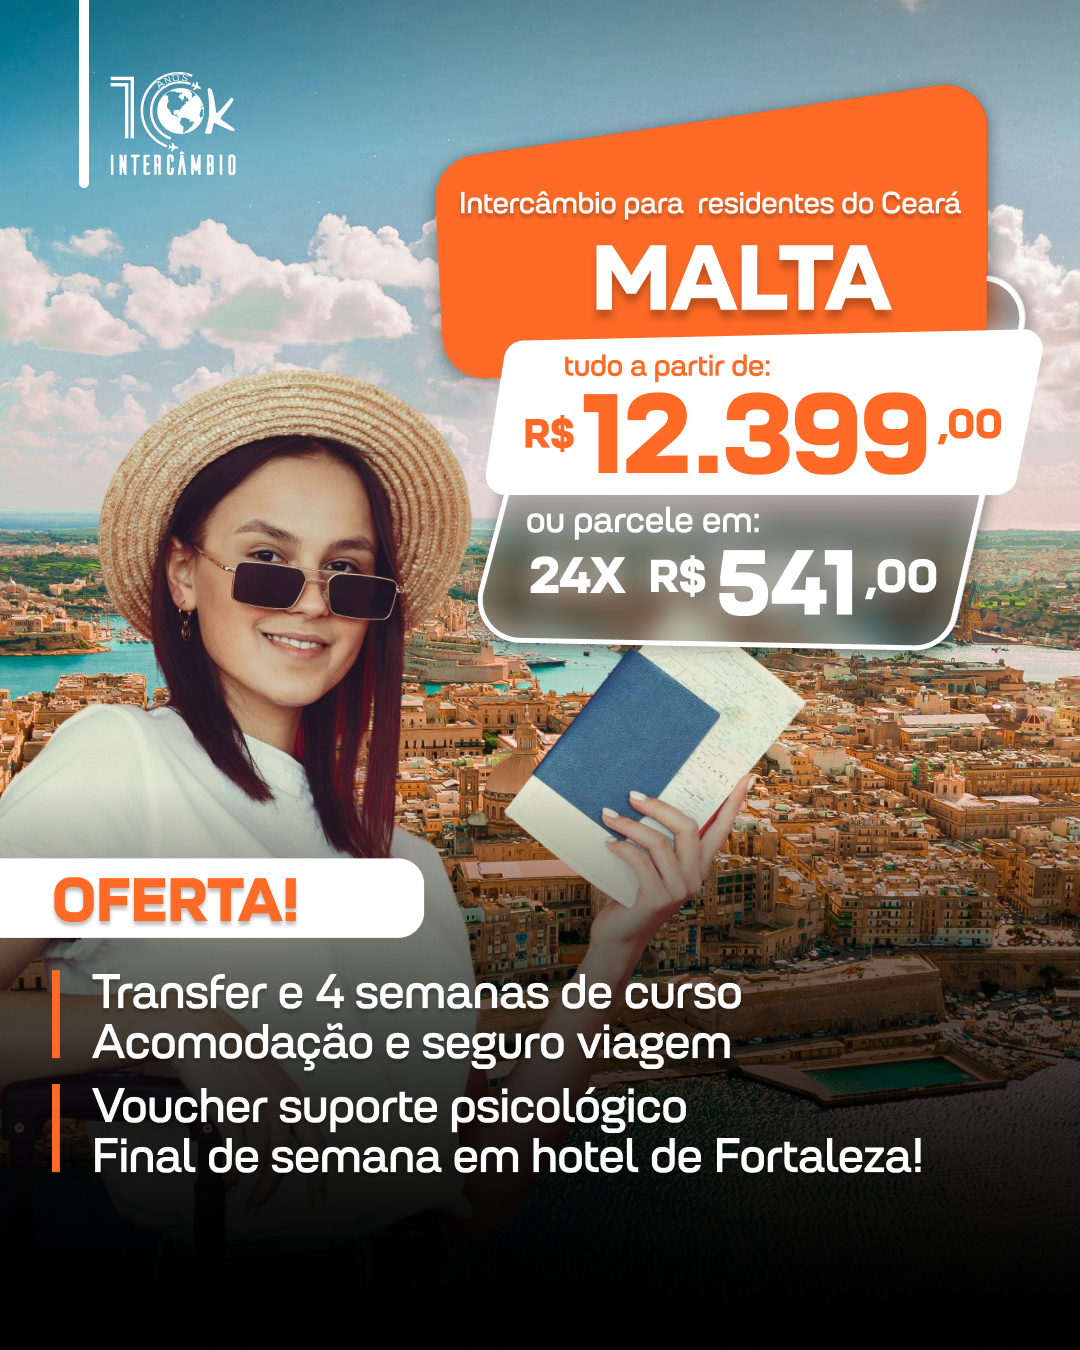 10K
ANOS
INTERCÂMBIO
Intercâmbio para residentes do Ceará
MALTA
tudo a partir de:
R$ 12.399,00
ou parcele em:
24X R$ 541,00
OFERTA!
Transfer e 4 semanas de curso
Acomodação e seguro viagem
Voucher suporte psicológico
Final de semana em hotel de Fortaleza!